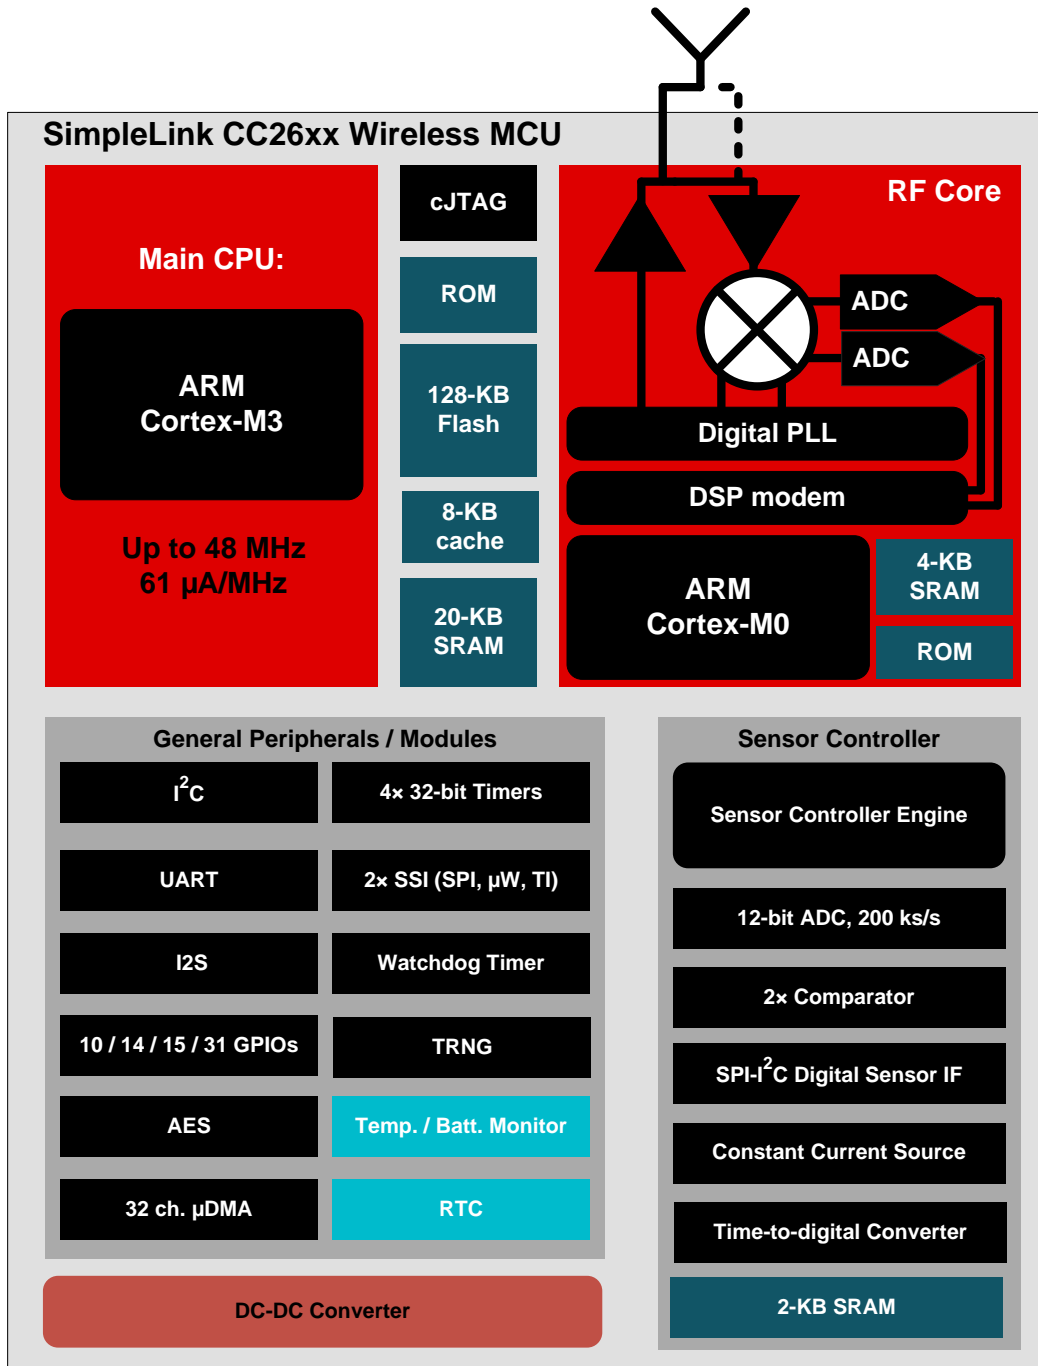 SimpleLink CC26xx Wireless MCU
Main CPU:
ARM
Cortex-M3
Up to 48 MHz
61 µA/MHz
cJTAG
ROM
128-KB
Flash
8-KB
cache
20-KB
SRAM
RF Core
ADC
ADC
Digital PLL
DSP modem
ARM
Cortex-M0
4-KB
SRAM
ROM
General Peripherals / Modules
I²C
4× 32-bit Timers
UART
2× SSI (SPI, µW, TI)
I2S
Watchdog Timer
10 / 14 / 15 / 31 GPIOs
TRNG
AES
Temp. / Batt. Monitor
32 ch. µDMA
RTC
DC-DC Converter
Sensor Controller
Sensor Controller Engine
12-bit ADC, 200 ks/s
2× Comparator
SPI-I²C Digital Sensor IF
Constant Current Source
Time-to-digital Converter
2-KB SRAM